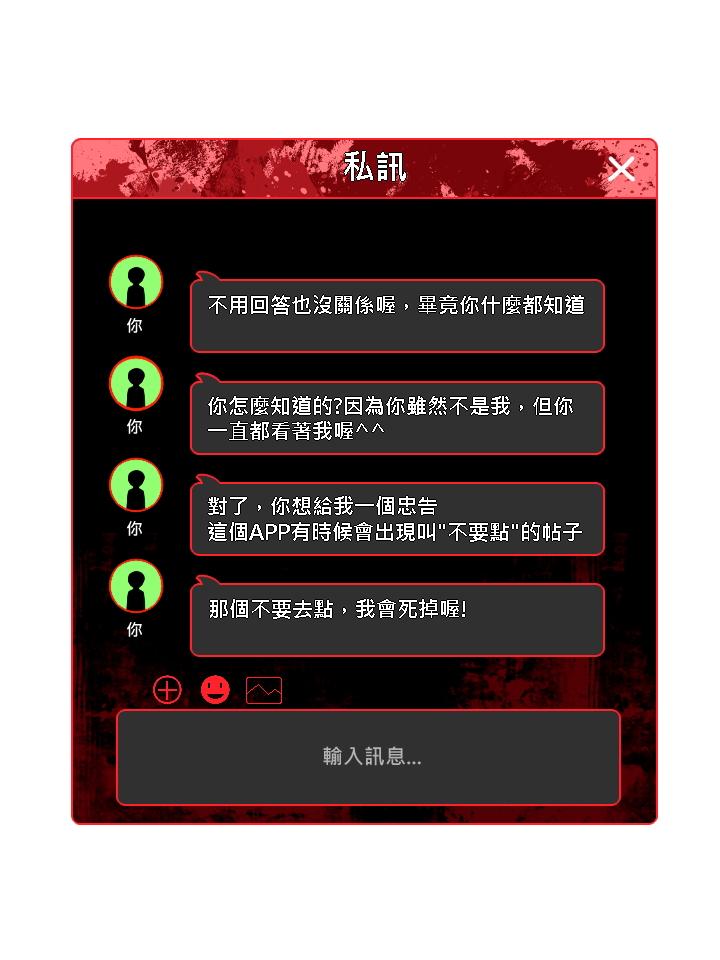 私訊
你
不用回答也沒關係喔，畢竟你什麼都知道
你
你怎麼知道的?因為你雖然不是我，但你
一直都看著我喔^^
你
對了，你想給我一個忠告
這個APP有時候會出現叫"不要點"的帖子
你
那個不要去點，我會死掉喔!
輸入訊息...